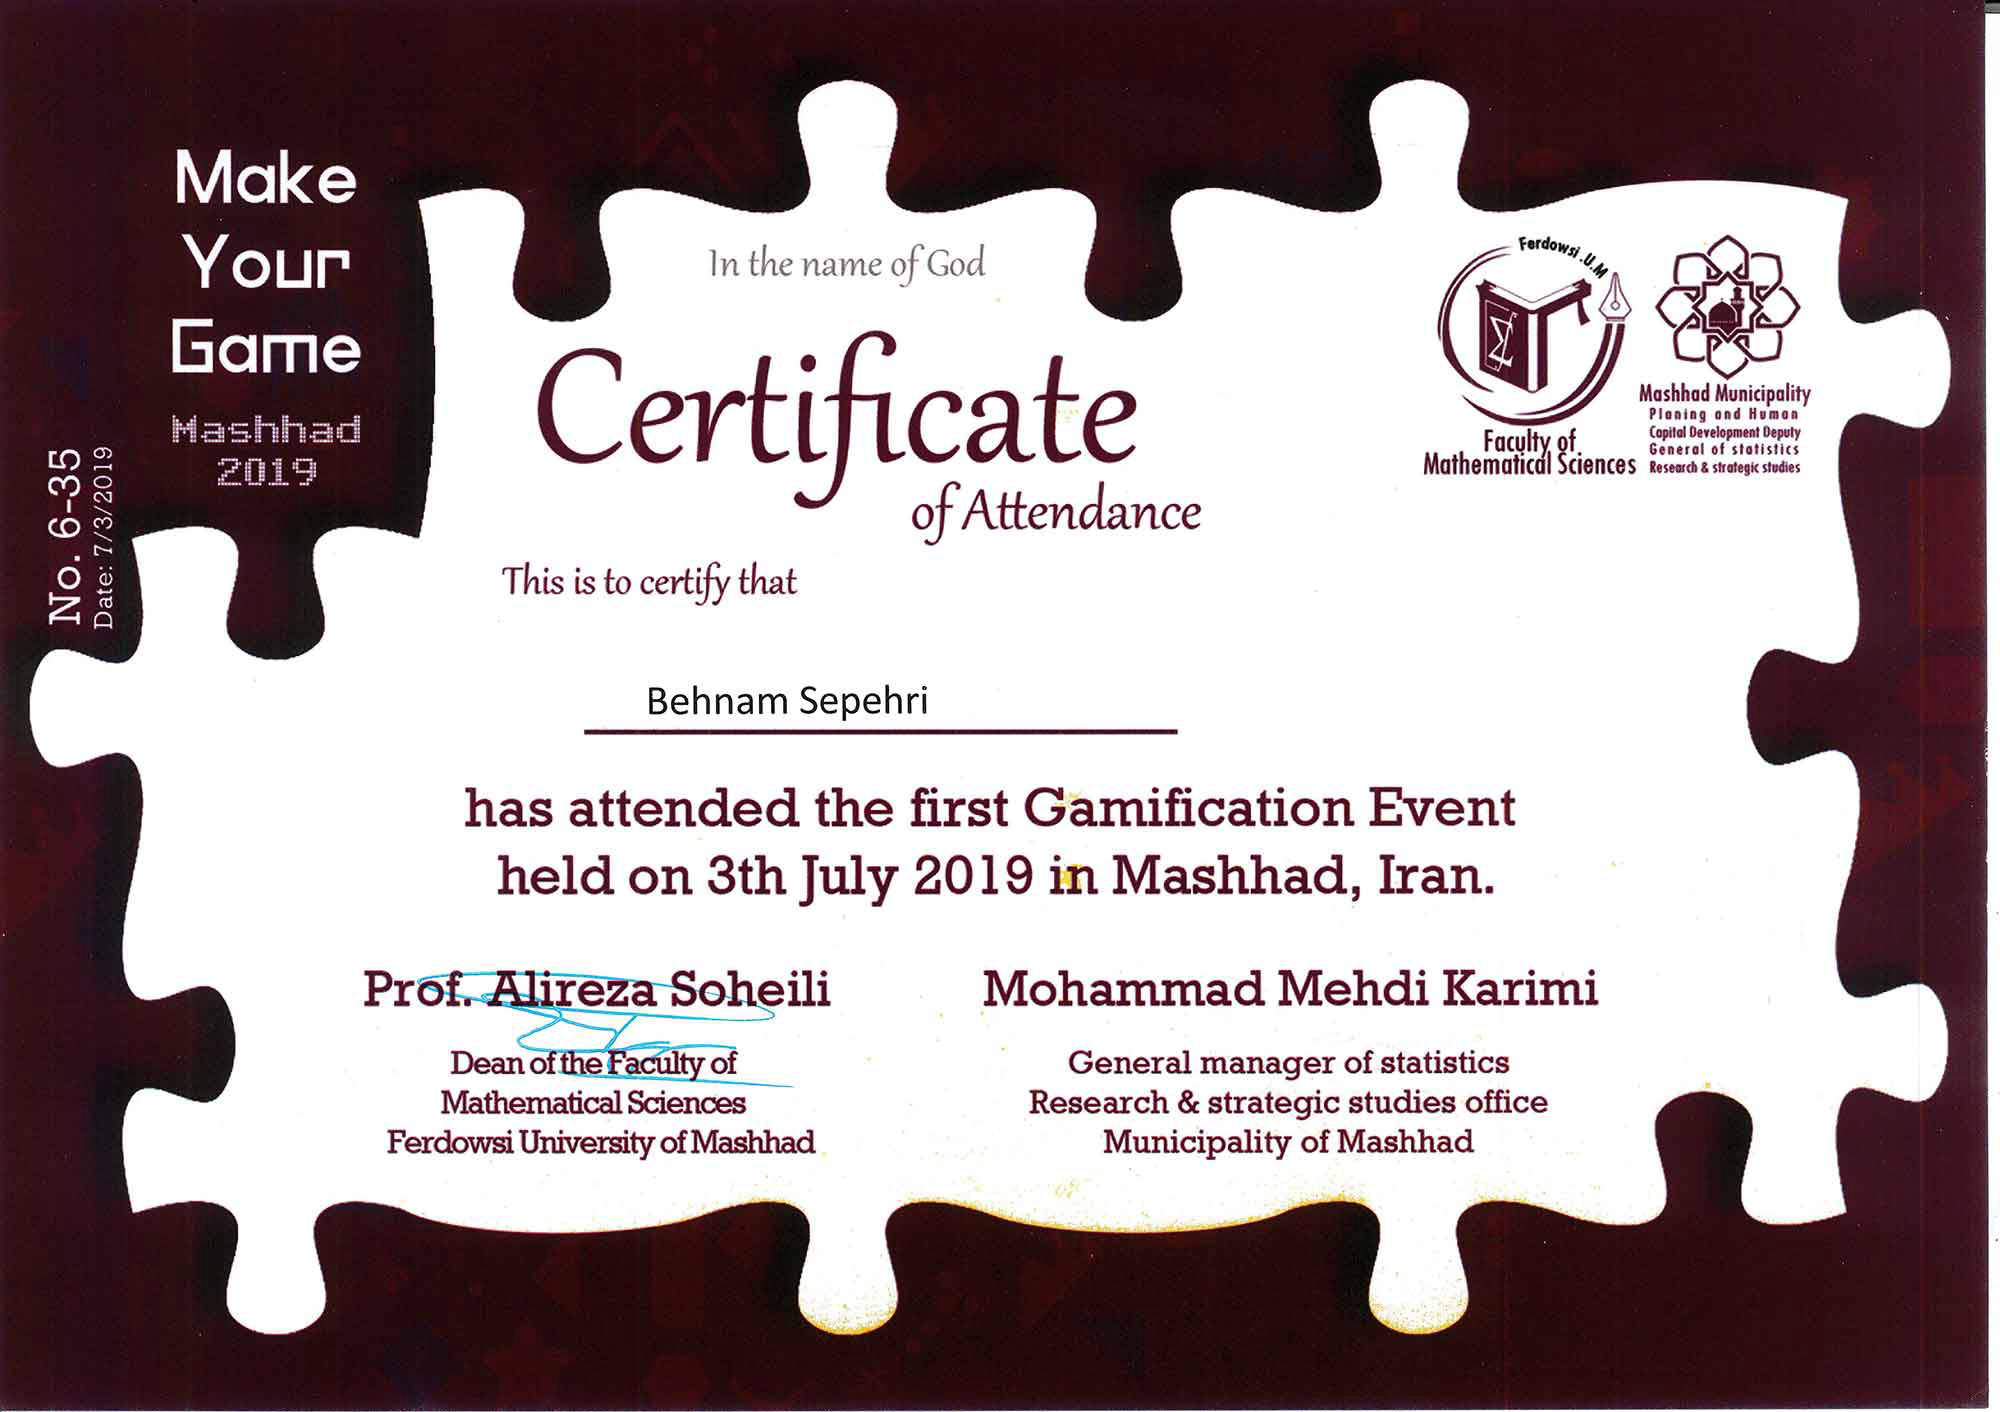 Make
Your
Game
Mashhad
2019
No. 6-35
Date: 7/3/2019
In the name of God
Certificate
of Attendance
Ferdowsi .U.M
Faculty of
Mathematical Sciences
Mashhad Municipality
Planing and Human
Capital Development Deputy
General of statistics
Research & strategic studies
This is to certify that
Behnam Sepehri
has attended the first Gamification Event
held on 3th July 2019 in Mashhad, Iran.
Prof. Alireza Soheili
Dean of the Faculty of
Mathematical Sciences
Ferdowsi University of Mashhad
Mohammad Mehdi Karimi
General manager of statistics
Research & strategic studies office
Municipality of Mashhad